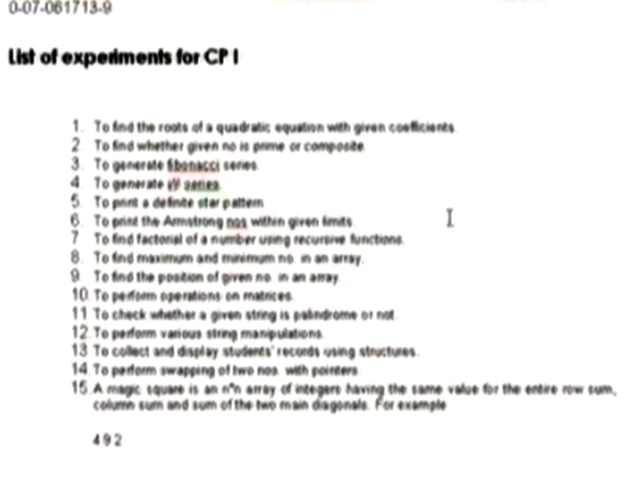 0-07-061713-9
List of experiments for CP I
1. To find the roots of a quadratic equation with given coefficients.
2. To find whether given no is prime or composite.
3. To generate fibonacci series.
4. To generate series.
5. To print a definite star pattern
6. To print the Armstrong nos within given limits
7 To find factorial of a number using recursive functions.
8. To find maximum and minimum no. in an array.
9. To find the position of given no. in an array.
10. To perform operations on matrices.
11 To check whether a given string is palindrome or not.
12. To perform various string manipulations.
13. To collect and display students' records using structures.
14. To perform swapping of two nos. with pointers
15. A magic square is an n*n array of integers having the same value for the entire row sum,
column sum and sum of the two main diagonals. For example
4 9 2